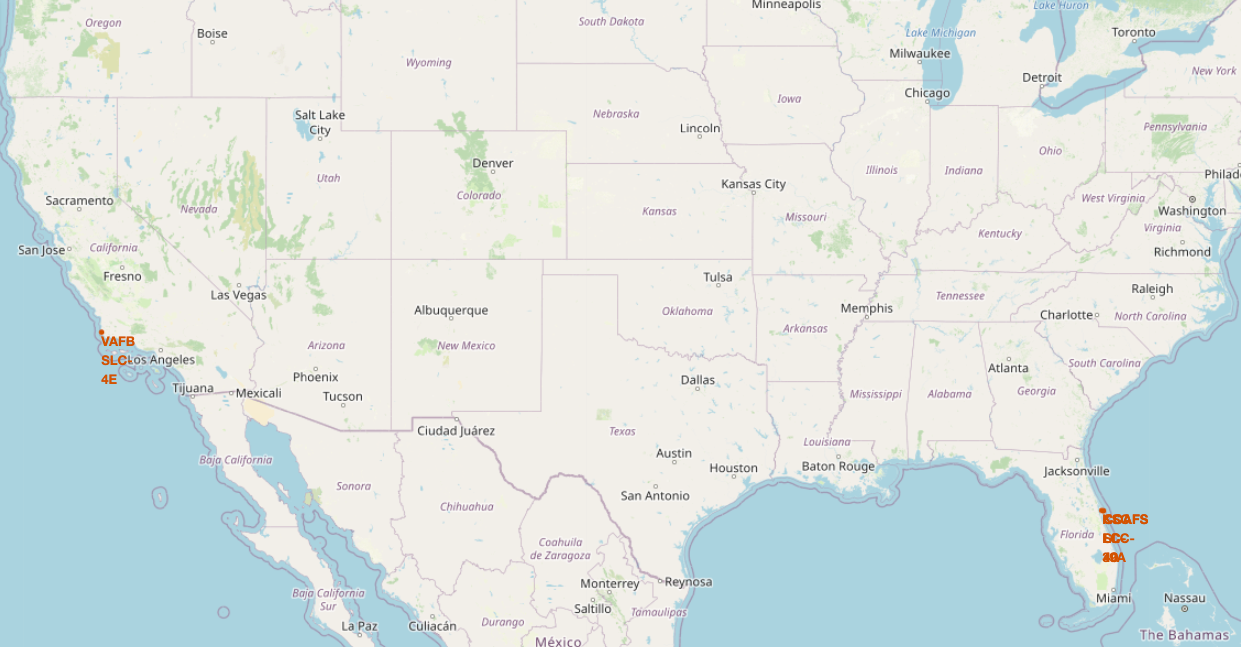 Minneapolis
Lake Huron
Oregon
South Dakota
Boise
Lake Michigan
Toronto
Milwaukee
Wyoming
New York
Detroit
Chicago
Iowa
Nebraska
Salt Lake
City
Lincoln
Pennsylvania
Ohio
Denver
Illinois
Indiana
Philad
Utah
Kansas City
Colorado
West Virginia
Sacramento
Nevada
Kansas
Missouri
Washington
Virginia
Kentucky
California
San Jose
Richmond
Fresno
Tulsa
Las Vegas
Raleigh
Tennessee
Albuquerque
Oklahoma
Memphis
Charlotte
North Carolina
Arkansas
VAFB
SLC-
4E
Los Angeles
Arizona
New Mexico
South Carolina
Atlanta
Phoenix
Dallas
Tijuana
Mexicali
Georgia
Tucson
Mississippi
Alabama
Ciudad Juárez
Texas
Louisiana
Austin
Baja California
Houston
Baton Rouge
Jacksonville
Sonora
San Antonio
Chihuahua
Florida
Coahuila
de Zaragoza
Monterrey
Reynosa
Baja California
Sur
Miami
Nassau
Saltillo
Tamaulipas
Durango
La Paz
Culiacán
México
The Bahamas